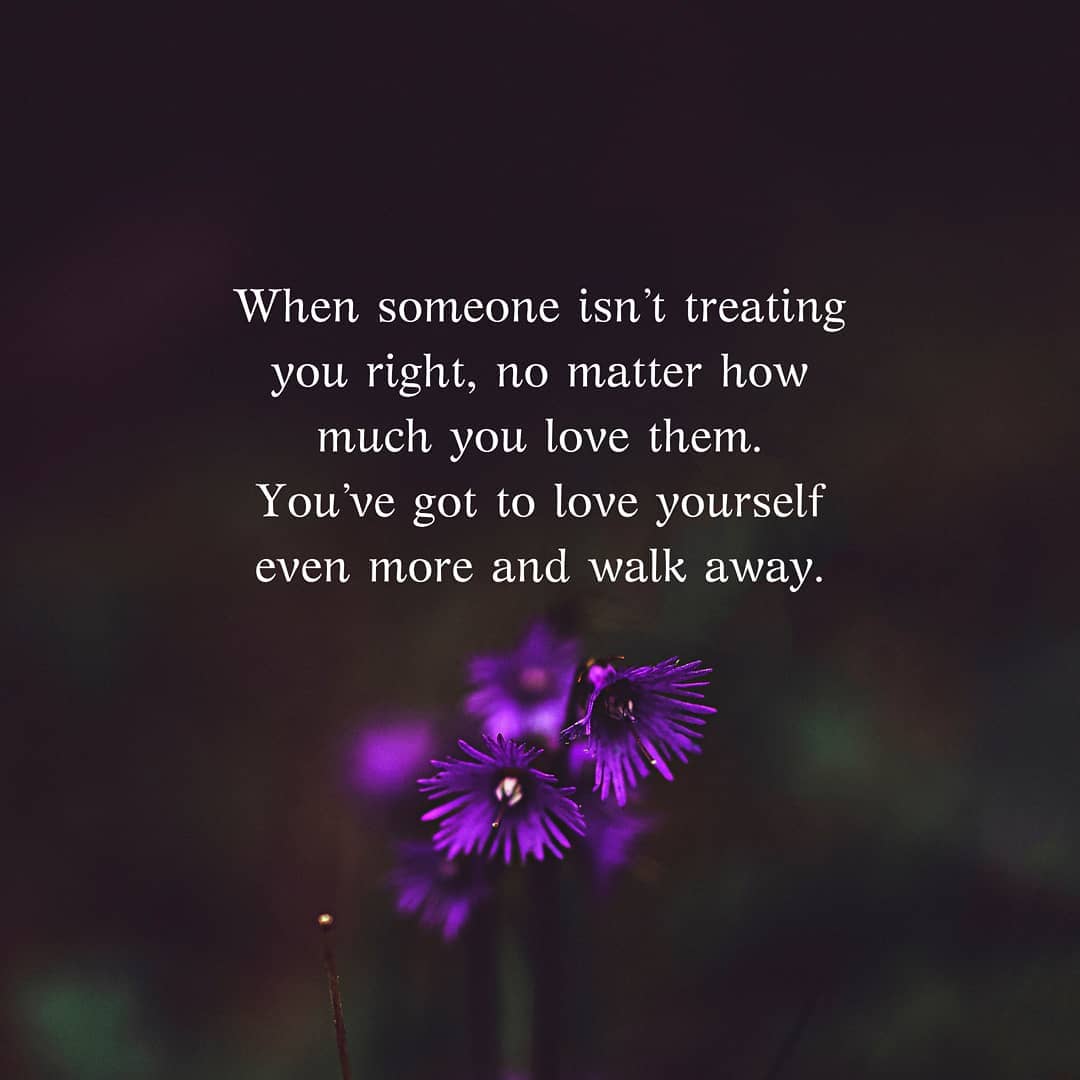 When someone isn’t treating
you right, no matter how
much you love them.
You’ve got to love yourself
even more and walk away.